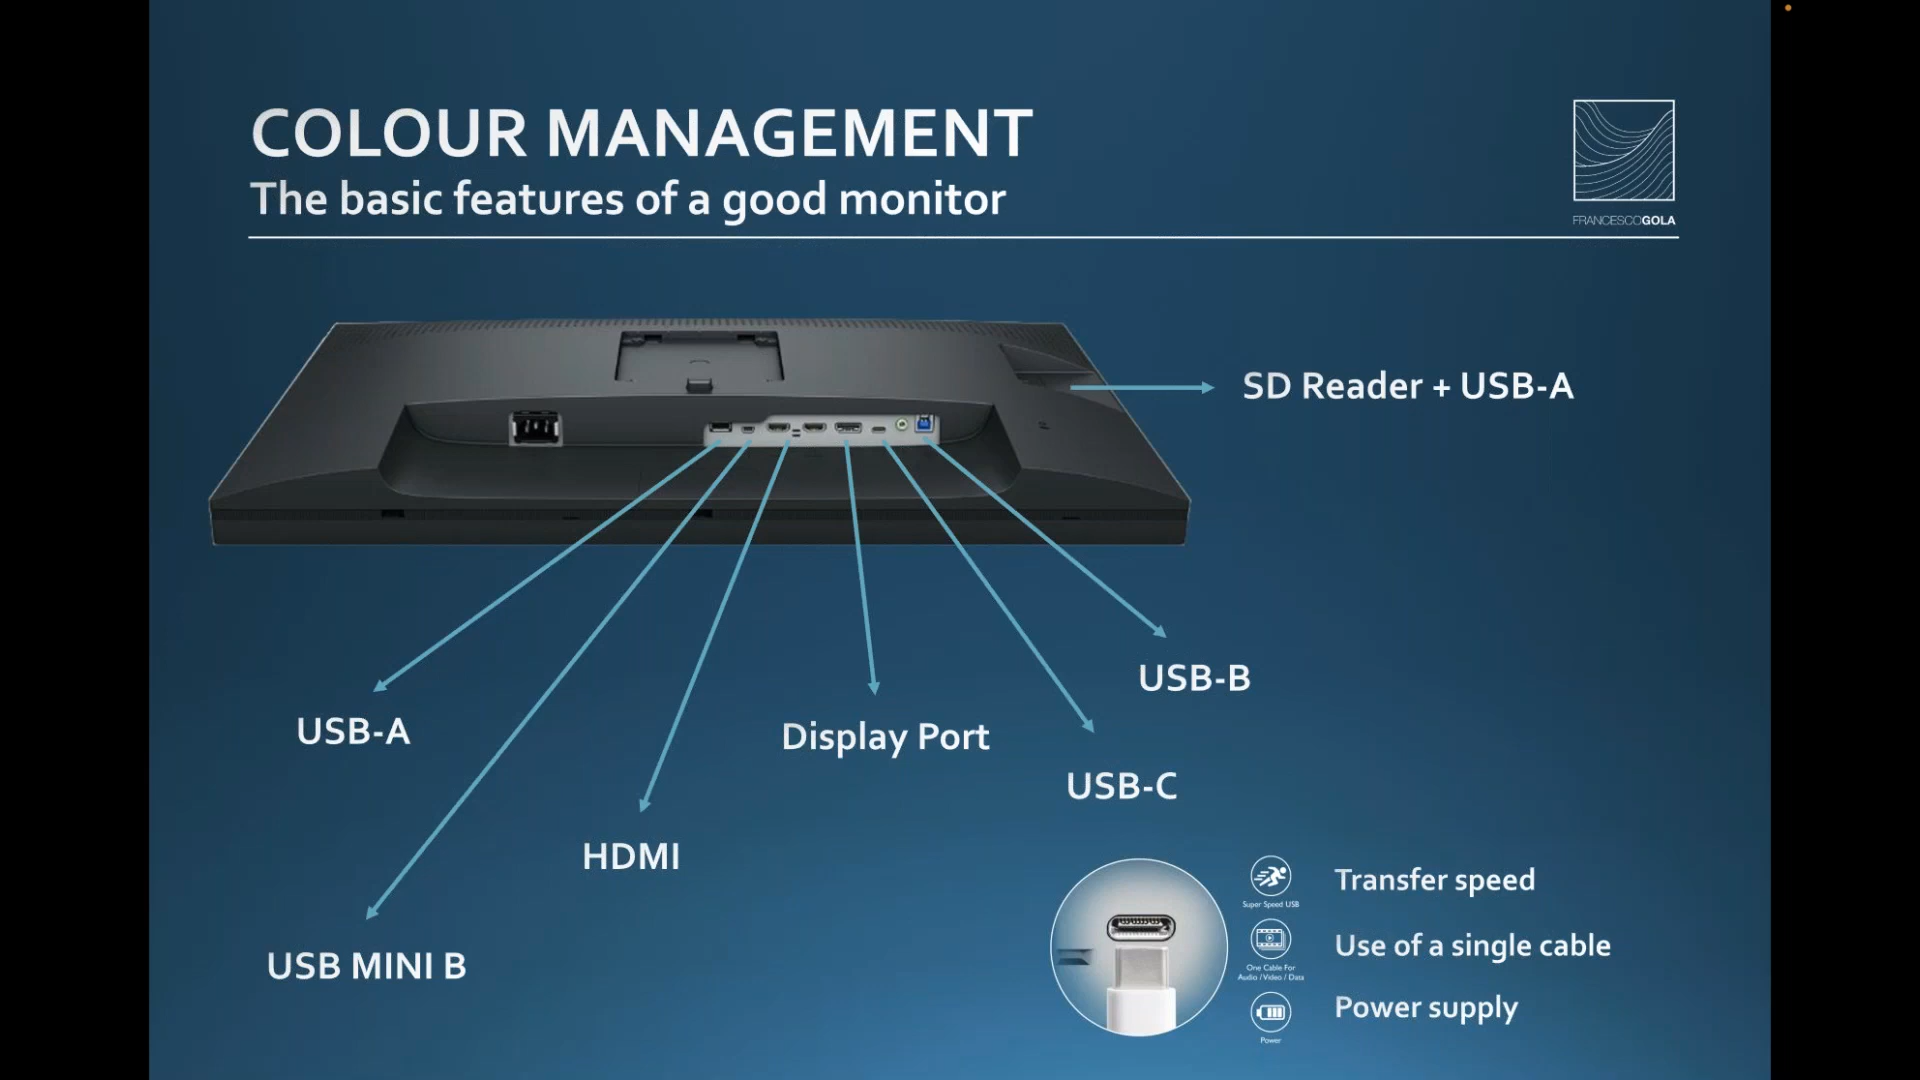 COLOUR MANAGEMENT
The basic features of a good monitor
FRANCESCOGOLA
SD Reader + USB-A
USB-B
USB-A
Display Port
USB-C
HDMI
USB MINI B
Super Speed USB
Transfer speed
One Cable For
Audio / Video / Data
Use of a single cable
Power
Power supply